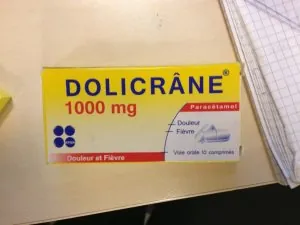 DOLICRÂNE®
1000 mg
Paracétamol
Douleur
Fièvre
Douleur et Fièvre
Voie orale 10 comprimés